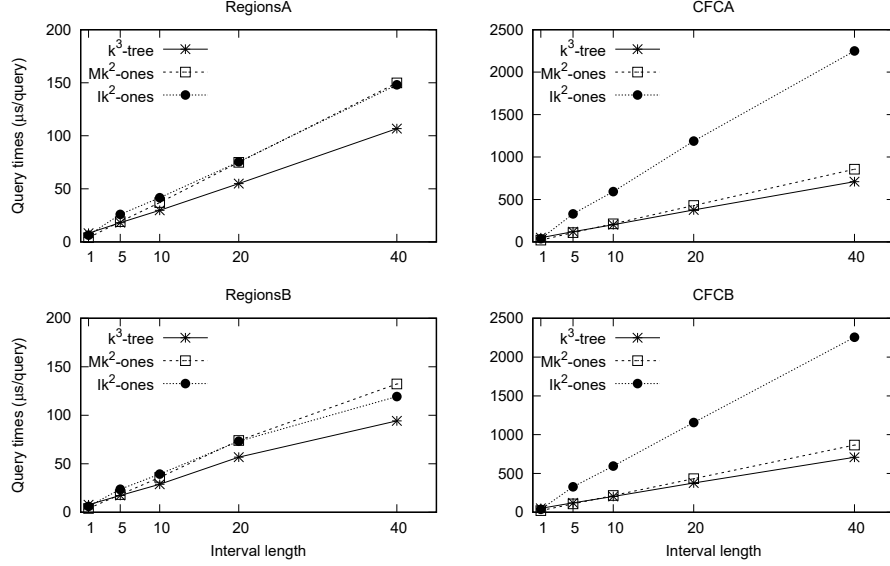 RegionsA
Query times (μs/query)
200
150
100
50
0
k³-tree
Mk²-ones
Ik²-ones
1 5 10 20 40
CFCA
2500
2000
1500
1000
500
0
k³-tree
Mk²-ones
Ik²-ones
1 5 10 20 40
RegionsB
Query times (μs/query)
200
150
100
50
0
k³-tree
Mk²-ones
Ik²-ones
1 5 10 20 40
Interval length
CFCB
2500
2000
1500
1000
500
0
k³-tree
Mk²-ones
Ik²-ones
1 5 10 20 40
Interval length